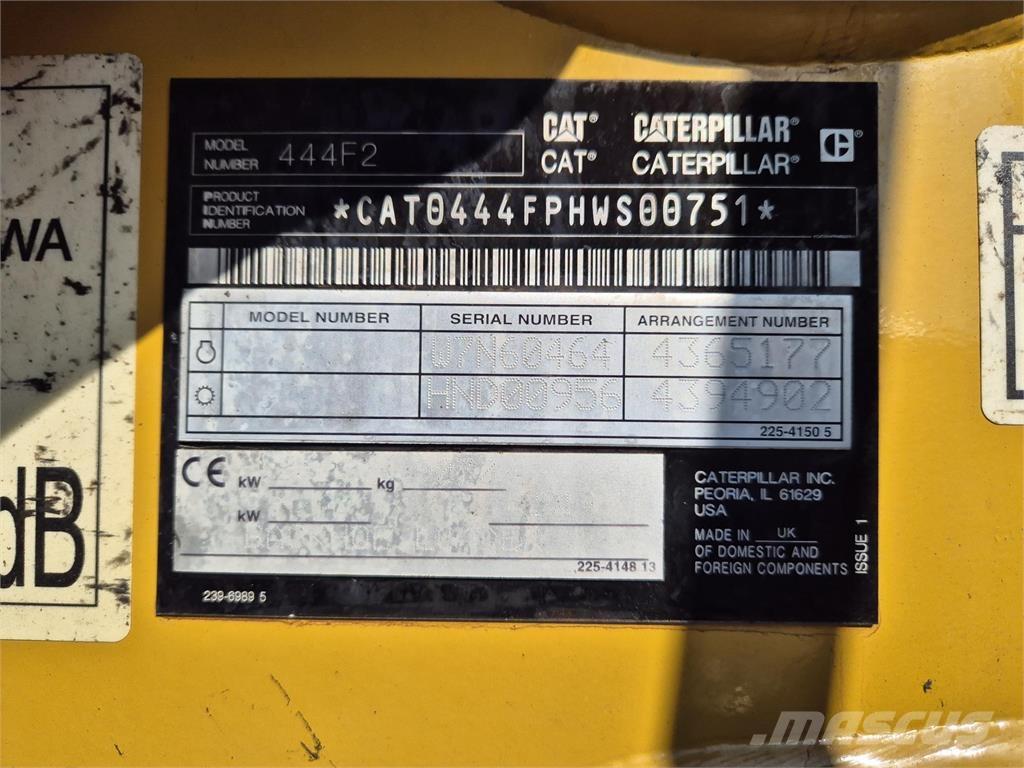 WA
dB
MODEL NUMBER 444F2
CAT® CATERPILLAR®
CAT® CATERPILLAR®
PRODUCT IDENTIFICATION NUMBER *CAT0444FPHWS00751*
MODEL NUMBER SERIAL NUMBER ARRANGEMENT NUMBER
W7N60464 4365177
HND00956 4394902
225-4150 5
CE kW kg
kW
225-4148 13
239-6989 5
CATERPILLAR INC.
PEORIA, IL 61629
USA
MADE IN UK
OF DOMESTIC AND
FOREIGN COMPONENTS
ISSUE 1
MASCUS